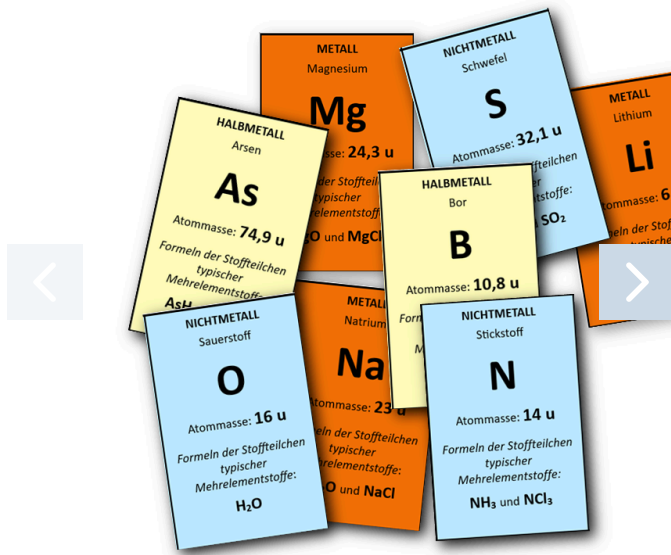 METALL
Magnesium
Mg
24,3 u
der
typischer
und
NICHTMETALL
Schwefel
S
Atommasse: 32,1 u
SO₂
METALL
Lithium
Li
HALBMETALL
Arsen
As
Atommasse: 74,9 u
Formeln der Stoffteilchen
typischer
Mehrelementstoffe:
HALBMETALL
Bor
B
Atommasse: 10,8 u
NICHTMETALL
Sauerstoff
O
Atommasse: 16 u
Formeln der Stoffteilchen
typischer
Mehrelementstoffe:
H₂O
METALL
Natrium
Na
Atommasse: 23 u
der Stoffteilchen
typischer
und NaCl
NICHTMETALL
Stickstoff
N
Atommasse: 14 u
Formeln der Stoffteilchen
typischer
Mehrelementstoffe:
NH₃ und NCl₃